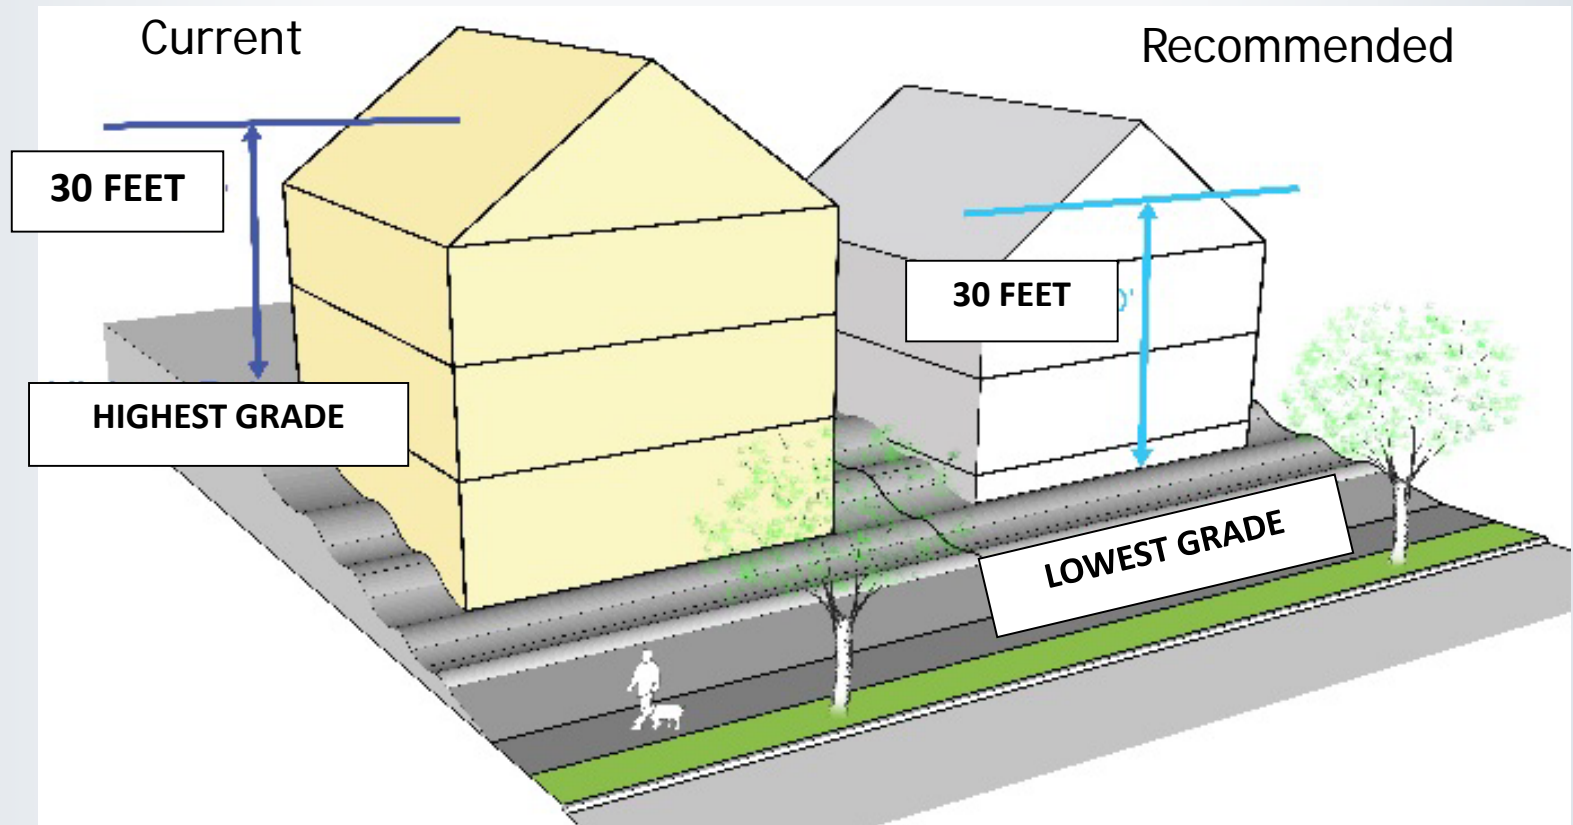 Current
Recommended
30 FEET
30 FEET
HIGHEST GRADE
LOWEST GRADE